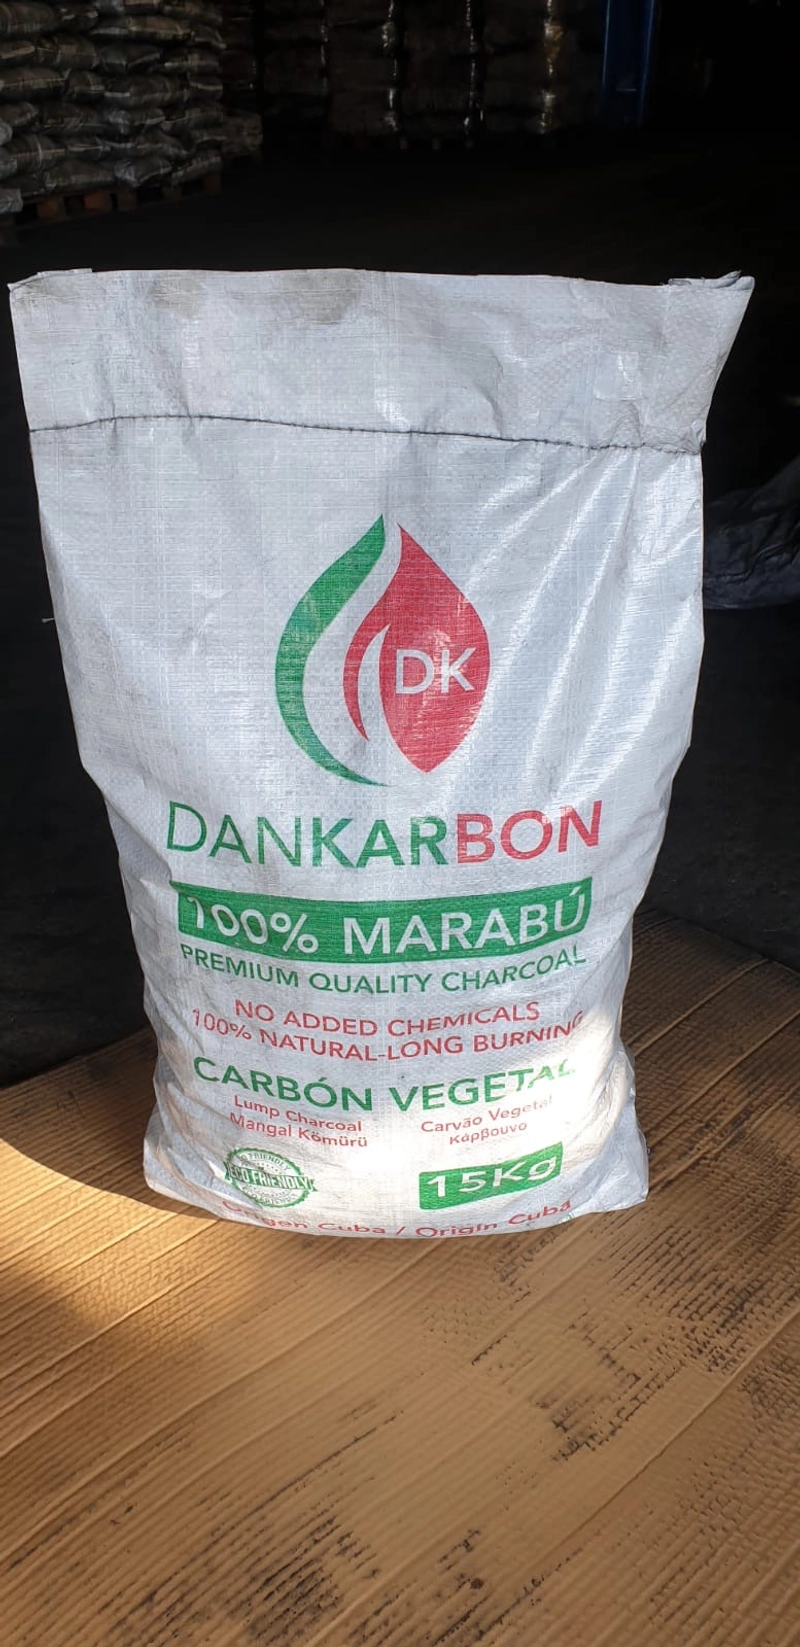 DK
DANKARBON
100% MARABÚ
PREMIUM QUALITY CHARCOAL
NO ADDED CHEMICALS
100% NATURAL-LONG BURNING
CARBÓN VEGETAL
Lump Charcoal
Mangal Kömürü
Carvão Vegetal
Κάρβουνο
FRIENDLY
ECO FRIENDLY
15Kg
Origen Cuba / Origin Cuba